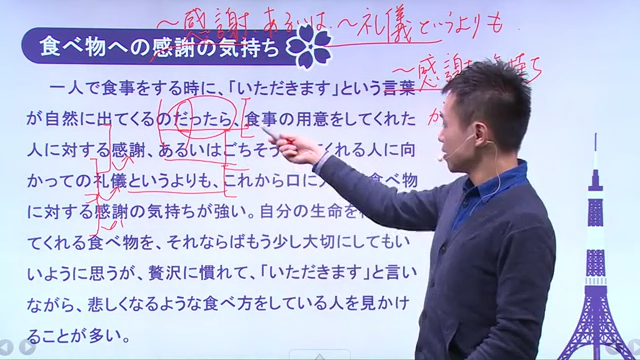 ～感謝、あるいは、～礼儀というよりも
食べ物への感謝の気持ち
～感謝
一人で食事をする時に、「いただきます」という言葉
が自然に出てくるのだったら、食事の用意をしてくれた
人に対する感謝、あるいはごちそう くれる人に向
かっての礼儀というよりも、これから口に 食べ物
に対する感謝の気持ちが強い。自分の生命を
てくれる食べ物を、それならばもう少し大切にしてもい
いように思うが、贅沢に慣れて、「いただきます」と言い
ながら、悲しくなるような食べ方をしている人を見かけ
ることが多い。